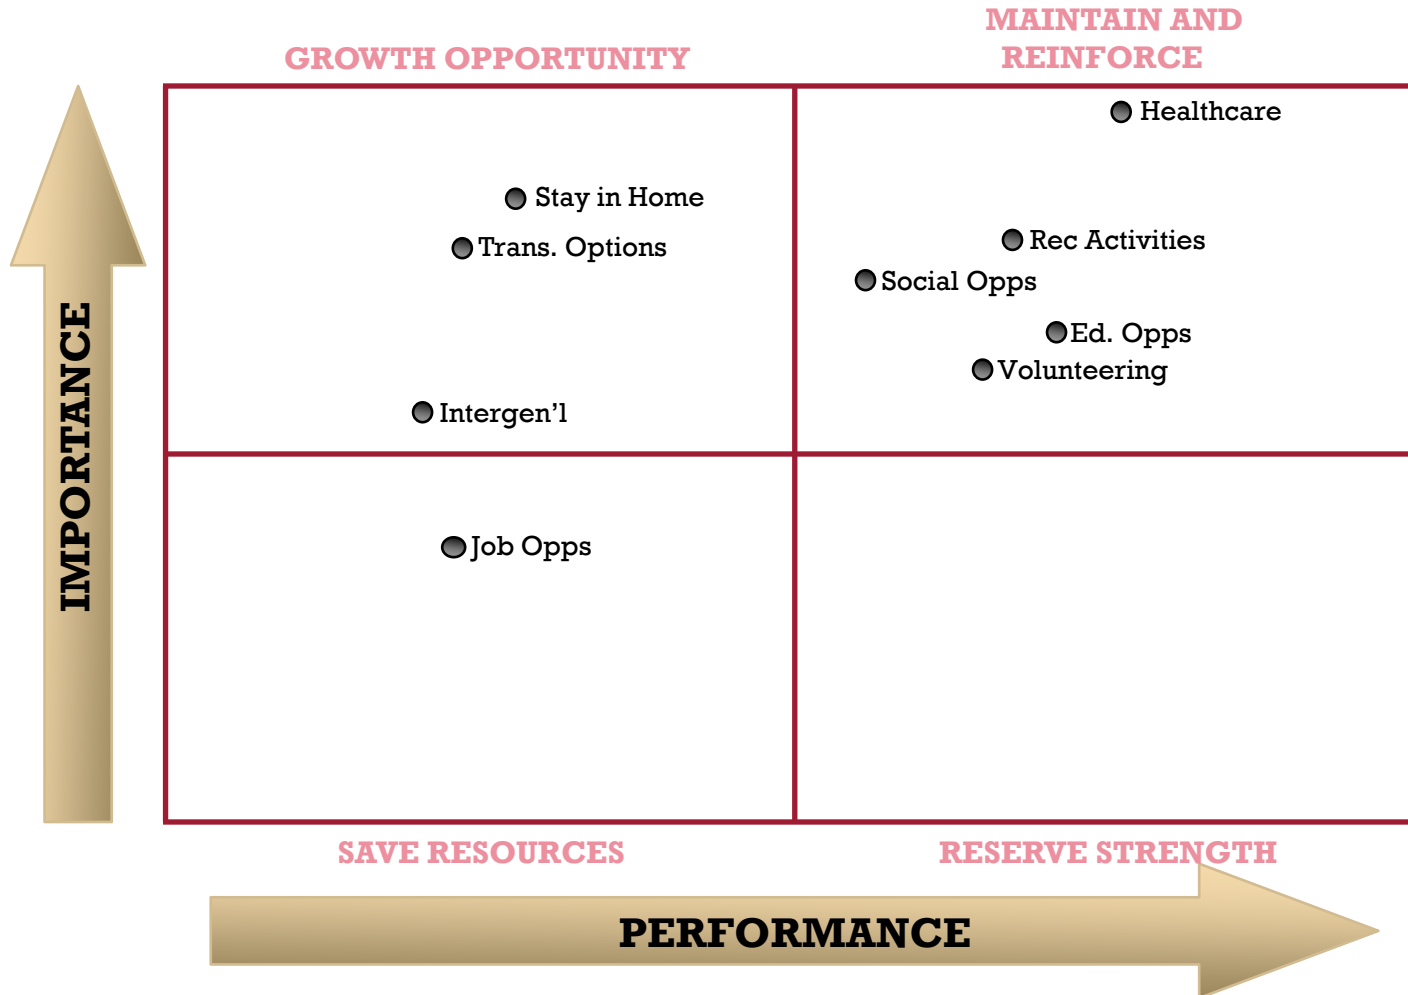 MAINTAIN AND
REINFORCE
GROWTH OPPORTUNITY
Healthcare
Stay in Home
Rec Activities
Trans. Options
Social Opps
Ed. Opps
Volunteering
Intergen’l
IMPORTANCE
Job Opps
SAVE RESOURCES
RESERVE STRENGTH
PERFORMANCE